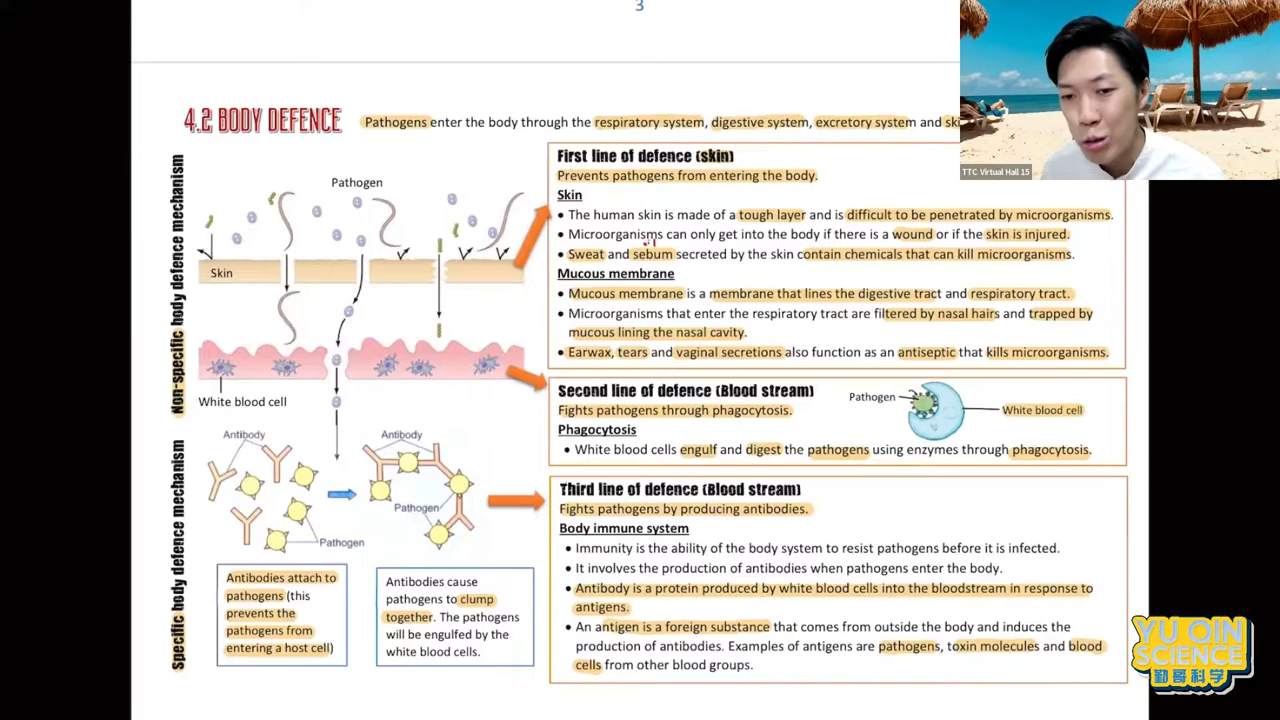 3
4.2 BODY DEFENCE
Pathogens enter the body through the respiratory system, digestive system, excretory system and
TTC Virtual Hall 15
Non-specific body defence mechanism
Pathogen
Skin
White blood cell
First line of defence (skin)
Prevents pathogens from entering the body.
Skin
• The human skin is made of a tough layer and is difficult to be penetrated by microorganisms.
• Microorganisms can only get into the body if there is a wound or if the skin is injured.
• Sweat and sebum secreted by the skin contain chemicals that can kill microorganisms.
Mucous membrane
• Mucous membrane is a membrane that lines the digestive tract and respiratory tract.
• Microorganisms that enter the respiratory tract are filtered by nasal hairs and trapped by
mucous lining the nasal cavity.
• Earwax, tears and vaginal secretions also function as an antiseptic that kills microorganisms.
Second line of defence (Blood stream)
Fights pathogens through phagocytosis.
Phagocytosis
• White blood cells engulf and digest the pathogens using enzymes through phagocytosis.
Pathogen
White blood cell
Specific body defence mechanism
Antibody
Antibody
Pathogen
Pathogen
Antibodies attach to
pathogens (this
prevents the
pathogens from
entering a host cell)
Antibodies cause
pathogens to clump
together. The pathogens
will be engulfed by the
white blood cells.
Third line of defence (Blood stream)
Fights pathogens by producing antibodies.
Body immune system
• Immunity is the ability of the body system to resist pathogens before it is infected.
• It involves the production of antibodies when pathogens enter the body.
• Antibody is a protein produced by white blood cells into the bloodstream in response to
antigens.
• An antigen is a foreign substance that comes from outside the body and induces the
production of antibodies. Examples of antigens are pathogens, toxin molecules and blood
cells from other blood groups.
YU QIN
SCIENCE
勤哥科学